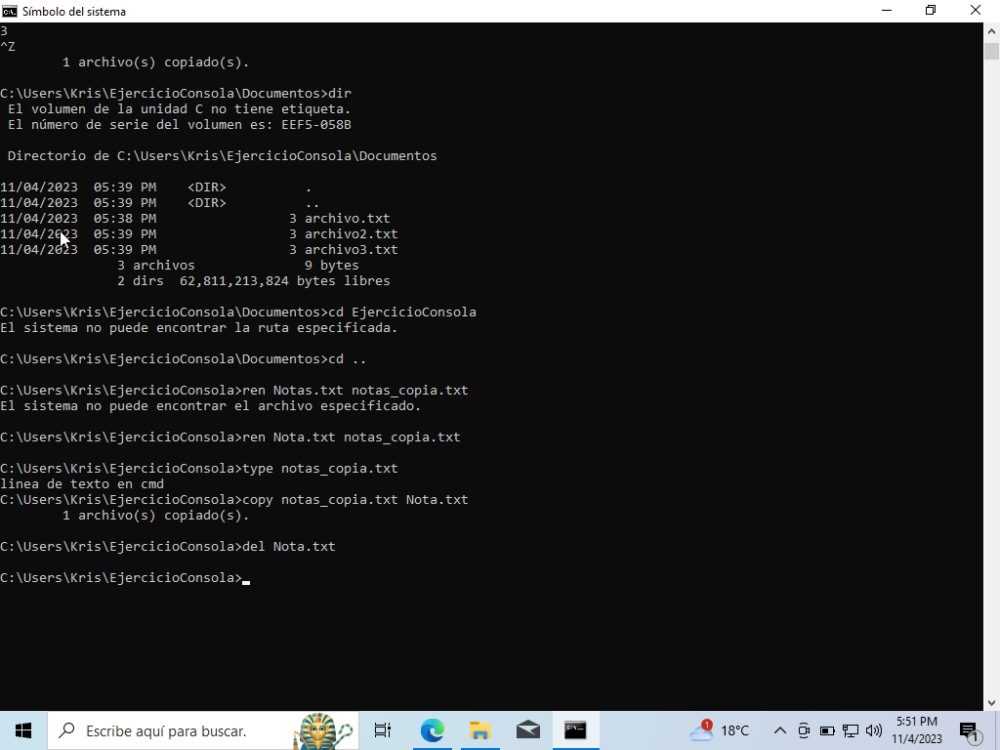 Símbolo del sistema
3
^Z
        1 archivo(s) copiado(s).
C:\Users\Kris\EjercicioConsola\Documentos>dir
 El volumen de la unidad C no tiene etiqueta.
 El número de serie del volumen es: EEF5-058B
 Directorio de C:\Users\Kris\EjercicioConsola\Documentos
11/04/2023  05:39 PM    <DIR>          .
11/04/2023  05:39 PM    <DIR>          ..
11/04/2023  05:38 PM                 3 archivo.txt
11/04/2023  05:39 PM                 3 archivo2.txt
11/04/2023  05:39 PM                 3 archivo3.txt
               3 archivos              9 bytes
               2 dirs  62,811,213,824 bytes libres
C:\Users\Kris\EjercicioConsola\Documentos>cd EjercicioConsola
El sistema no puede encontrar la ruta especificada.
C:\Users\Kris\EjercicioConsola\Documentos>cd ..
C:\Users\Kris\EjercicioConsola>ren Notas.txt notas_copia.txt
El sistema no puede encontrar el archivo especificado.
C:\Users\Kris\EjercicioConsola>ren Nota.txt notas_copia.txt
C:\Users\Kris\EjercicioConsola>type notas_copia.txt
linea de texto en cmd
C:\Users\Kris\EjercicioConsola>copy notas_copia.txt Nota.txt
        1 archivo(s) copiado(s).
C:\Users\Kris\EjercicioConsola>del Nota.txt
C:\Users\Kris\EjercicioConsola>
Escribe aquí para buscar.
1
18°C
5:51 PM
11/4/2023
1